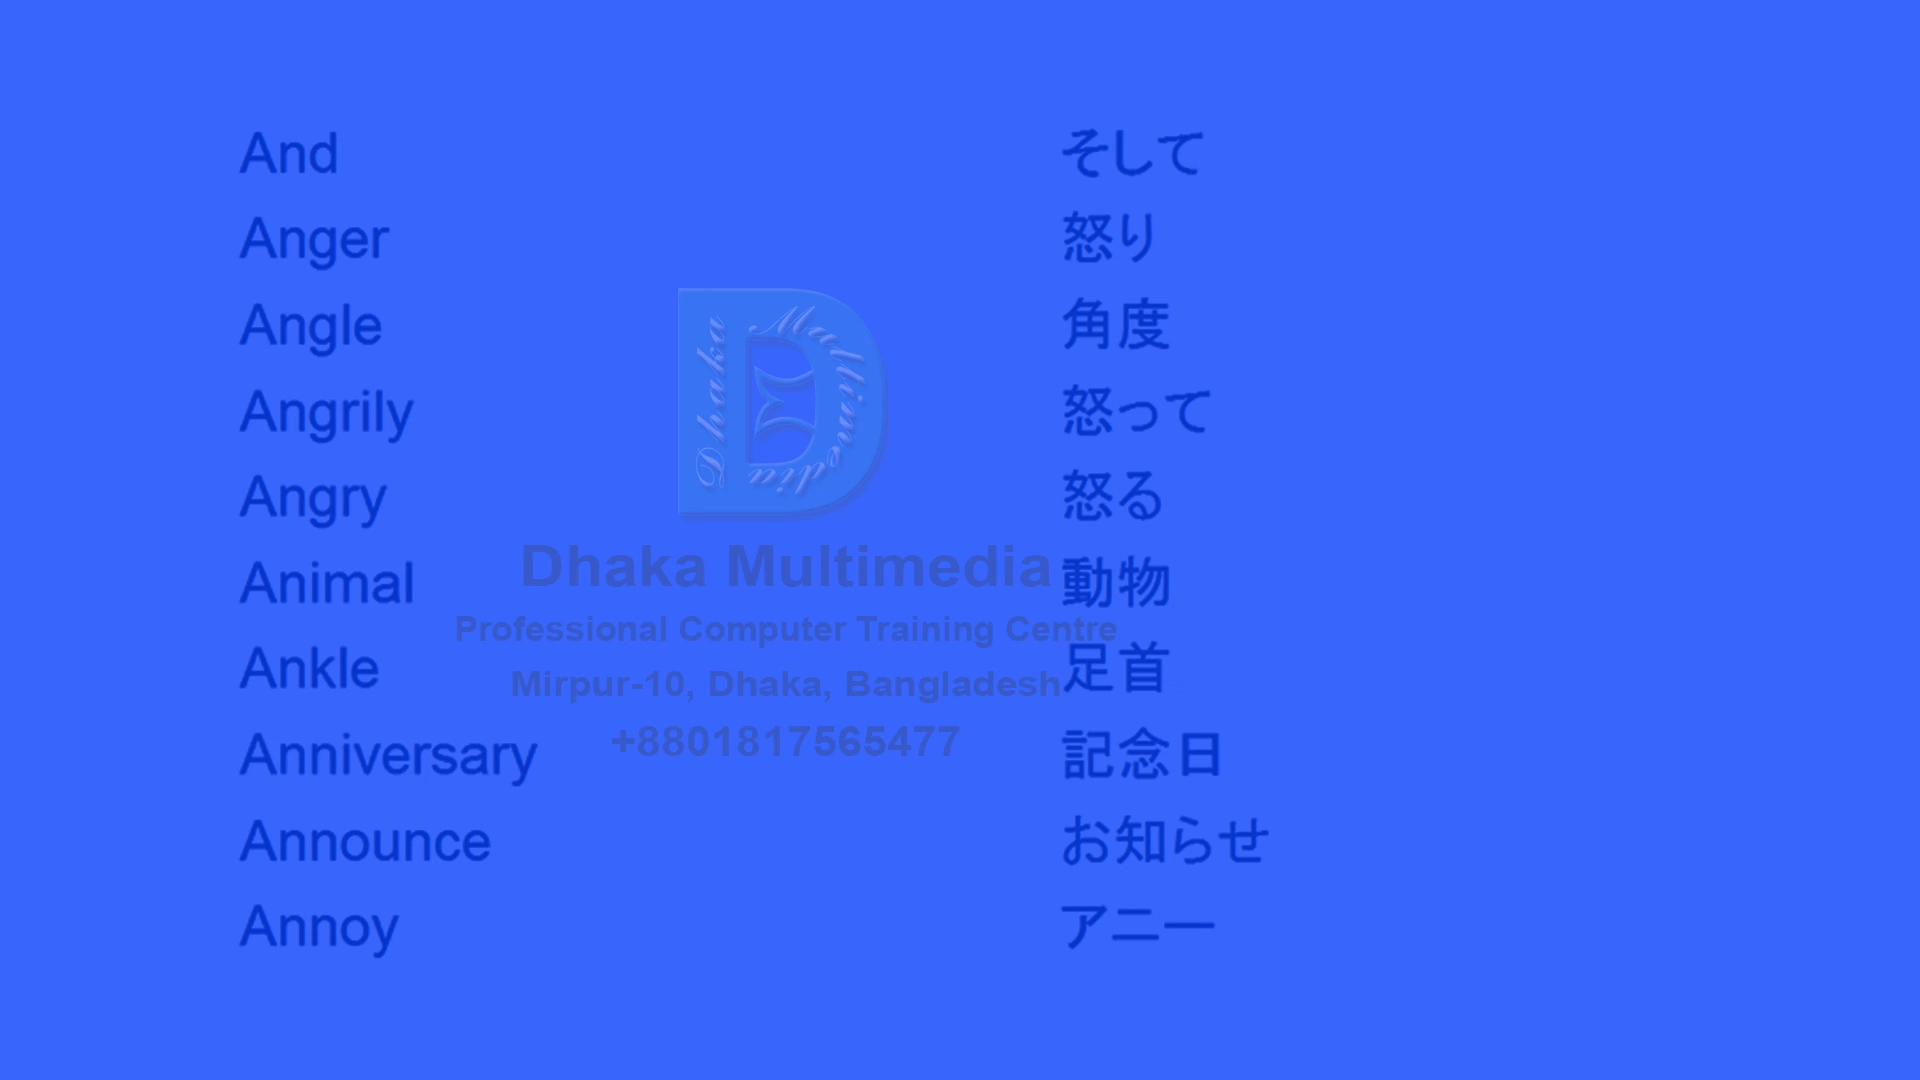 And そして
Anger 怒り
Angle 角度
Angrily 怒って
Angry 怒る
Animal 動物
Ankle 足首
Anniversary 記念日
Announce お知らせ
Annoy アニー
Dhaka Multimedia
Dhaka Multimedia
Professional Computer Training Centre
Mirpur-10, Dhaka, Bangladesh
+8801817565477